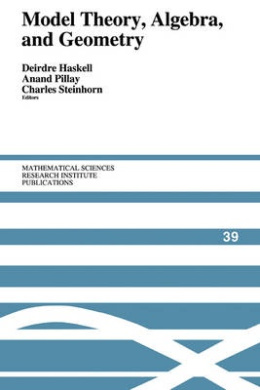 Model Theory, Algebra,
and Geometry
Deirdre Haskell
Anand Pillay
Charles Steinhorn
Editors
MATHEMATICAL SCIENCES
RESEARCH INSTITUTE
PUBLICATIONS
39